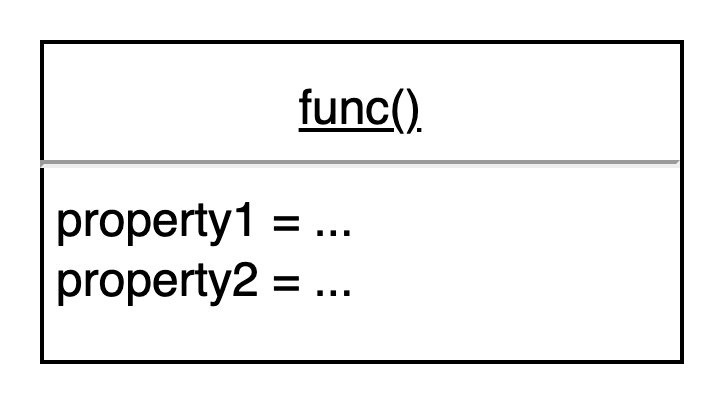 func()
property1 = ...
property2 = ...